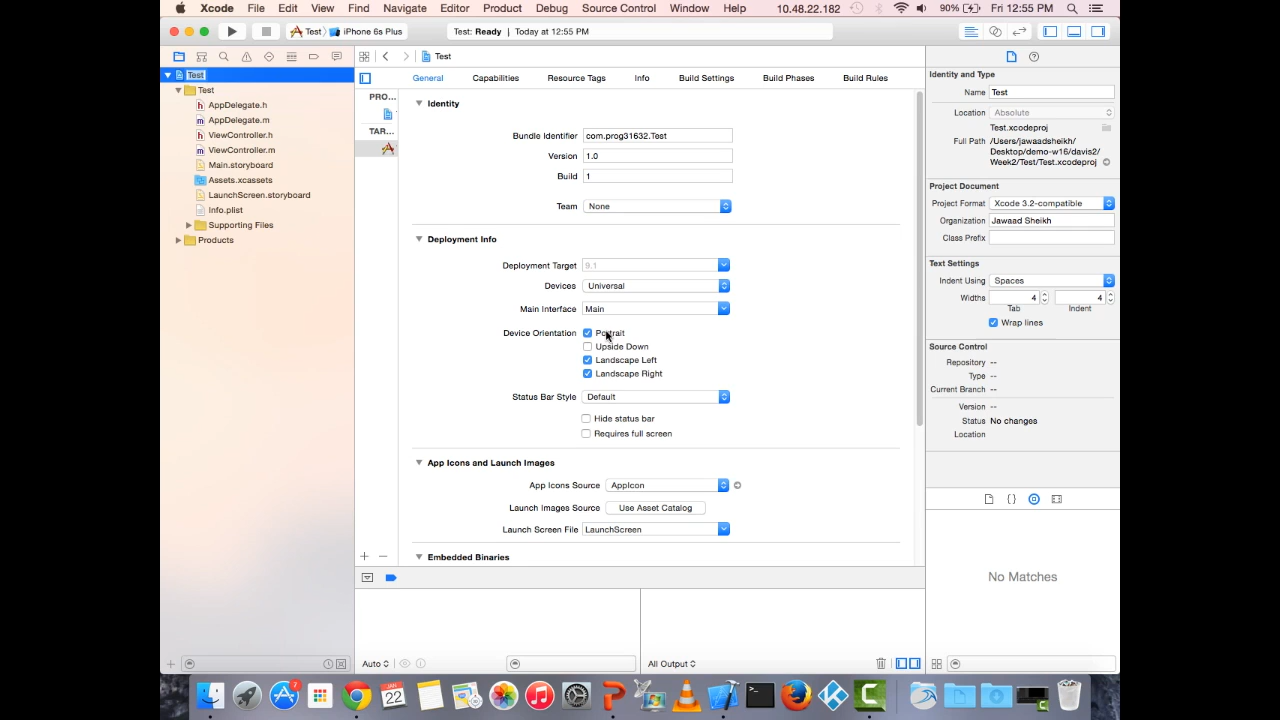 Xcode File Edit View Find Navigate Editor Product Debug Source Control Window Help 10.48.22.182 90% Fri 12:55 PM
Test iPhone 6s Plus Test: Ready Today at 12:55 PM
Test
General Capabilities Resource Tags Info Build Settings Build Phases Build Rules
Test
Test
AppDelegate.h
AppDelegate.m
ViewController.h
ViewController.m
Main.storyboard
Assets.xcassets
LaunchScreen.storyboard
Info.plist
Supporting Files
Products
PRO...
TAR...
Identity
Bundle Identifier com.prog31632.Test
Version 1.0
Build 1
Team None
Deployment Info
Deployment Target 9.1
Devices Universal
Main Interface Main
Device Orientation Portrait
Upside Down
Landscape Left
Landscape Right
Status Bar Style Default
Hide status bar
Requires full screen
App Icons and Launch Images
App Icons Source AppIcon
Launch Images Source Use Asset Catalog
Launch Screen File LaunchScreen
Embedded Binaries
Auto All Output
Identity and Type
Name Test
Location Absolute
Test.xcodeproj
Full Path /Users/jawaadsheikh/
Desktop/demo-w16/davis2/
Week2/Test/Test.xcodeproj
Project Document
Project Format Xcode 3.2-compatible
Organization Jawaad Sheikh
Class Prefix
Text Settings
Indent Using Spaces
Widths 4 4
Tab Indent
Wrap lines
Source Control
Repository --
Type --
Current Branch --
Version --
Status No changes
Location
No Matches
JAN
22
7